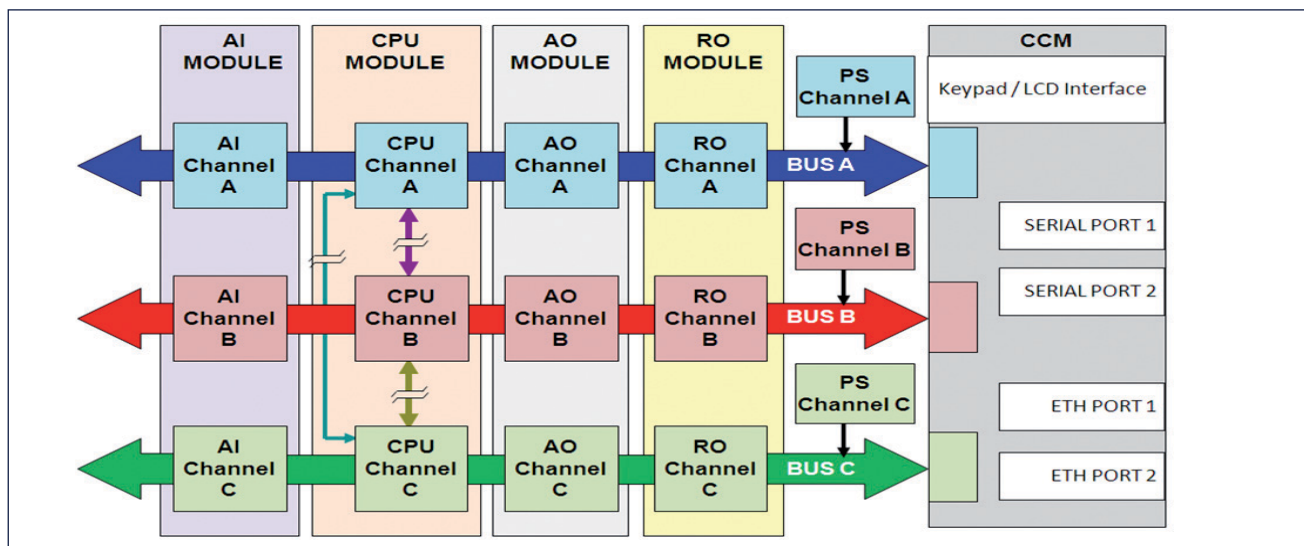 AI
MODULE
CPU
MODULE
AO
MODULE
RO
MODULE
CCM
PS
Channel A
Keypad / LCD Interface
AI
Channel
A
CPU
Channel
A
AO
Channel
A
RO
Channel
A
BUS A
PS
Channel B
SERIAL PORT 1
AI
Channel
B
CPU
Channel
B
AO
Channel
B
RO
Channel
B
BUS B
SERIAL PORT 2
PS
Channel C
ETH PORT 1
AI
Channel
C
CPU
Channel
C
AO
Channel
C
RO
Channel
C
BUS C
ETH PORT 2